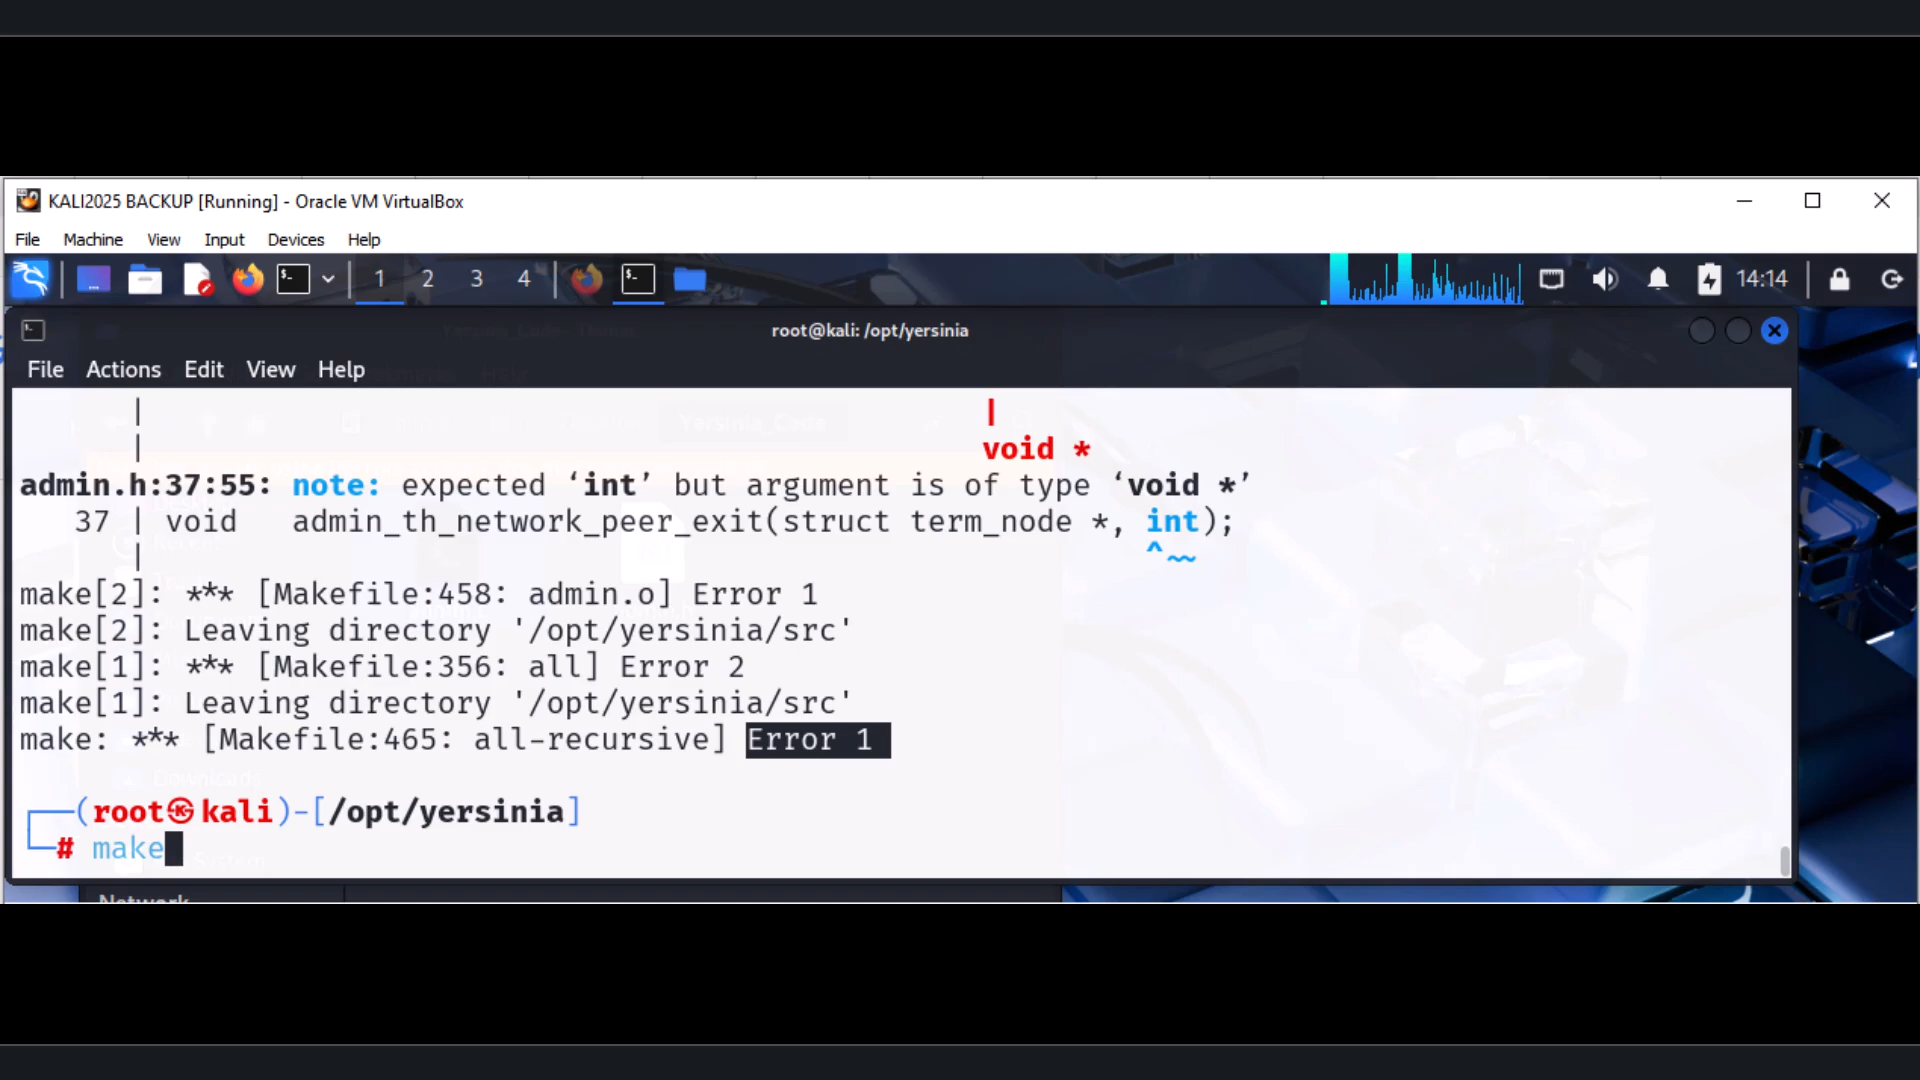 KALI2025 BACKUP [Running] - Oracle VM VirtualBox
File Machine View Input Devices Help
1 2 3 4 14:14
root@kali: /opt/yersinia
File Actions Edit View Help
|
|
| void *
admin.h:37:55: note: expected ‘int’ but argument is of type ‘void *’
37 | void admin_th_network_peer_exit(struct term_node *, int);
| ^~~
make[2]: *** [Makefile:458: admin.o] Error 1
make[2]: Leaving directory '/opt/yersinia/src'
make[1]: *** [Makefile:356: all] Error 2
make[1]: Leaving directory '/opt/yersinia/src'
make: *** [Makefile:465: all-recursive] Error 1
(root㉿kali)-[/opt/yersinia]
# make
Network